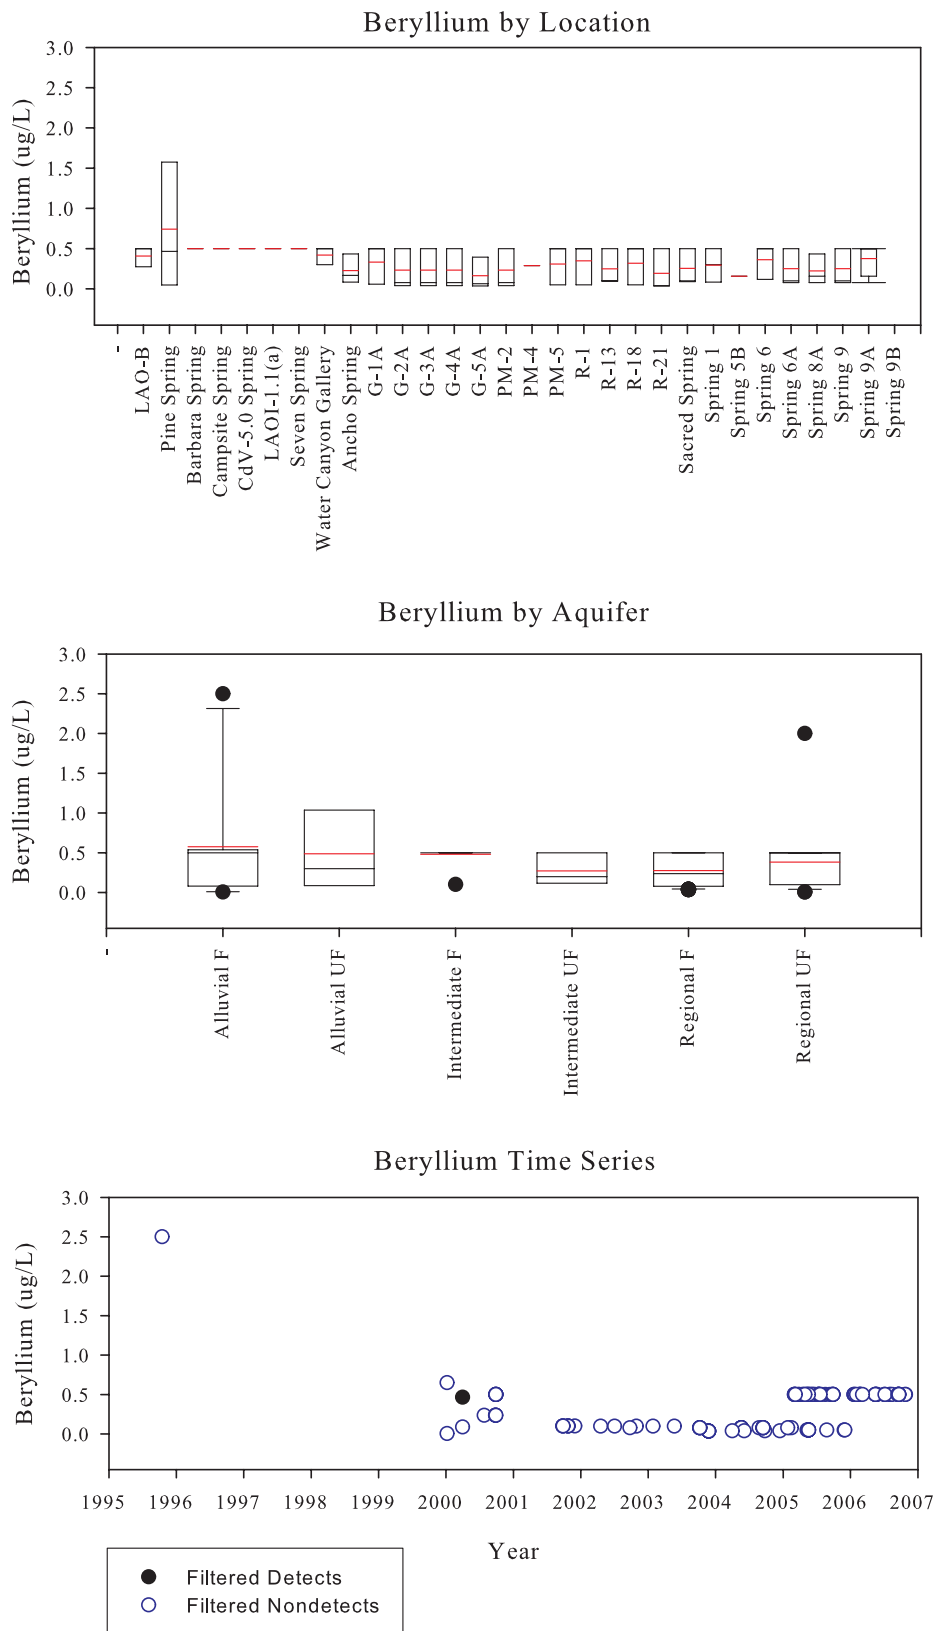 Beryllium by Location
Beryllium (ug/L)
3.0
2.5
2.0
1.5
1.0
0.5
0.0
-
LAO-B
Pine Spring
Barbara Spring
Campsite Spring
CdV-5.0 Spring
LAOI-1.1(a)
Seven Spring
Water Canyon Gallery
Ancho Spring
G-1A
G-2A
G-3A
G-4A
G-5A
PM-2
PM-4
PM-5
R-1
R-13
R-18
R-21
Sacred Spring
Spring 1
Spring 5B
Spring 6
Spring 6A
Spring 8A
Spring 9
Spring 9A
Spring 9B
Beryllium by Aquifer
Beryllium (ug/L)
3.0
2.5
2.0
1.5
1.0
0.5
0.0
-
Alluvial F
Alluvial UF
Intermediate F
Intermediate UF
Regional F
Regional UF
Beryllium Time Series
Beryllium (ug/L)
3.0
2.5
2.0
1.5
1.0
0.5
0.0
1995 1996 1997 1998 1999 2000 2001 2002 2003 2004 2005 2006 2007
Year
Filtered Detects
Filtered Nondetects